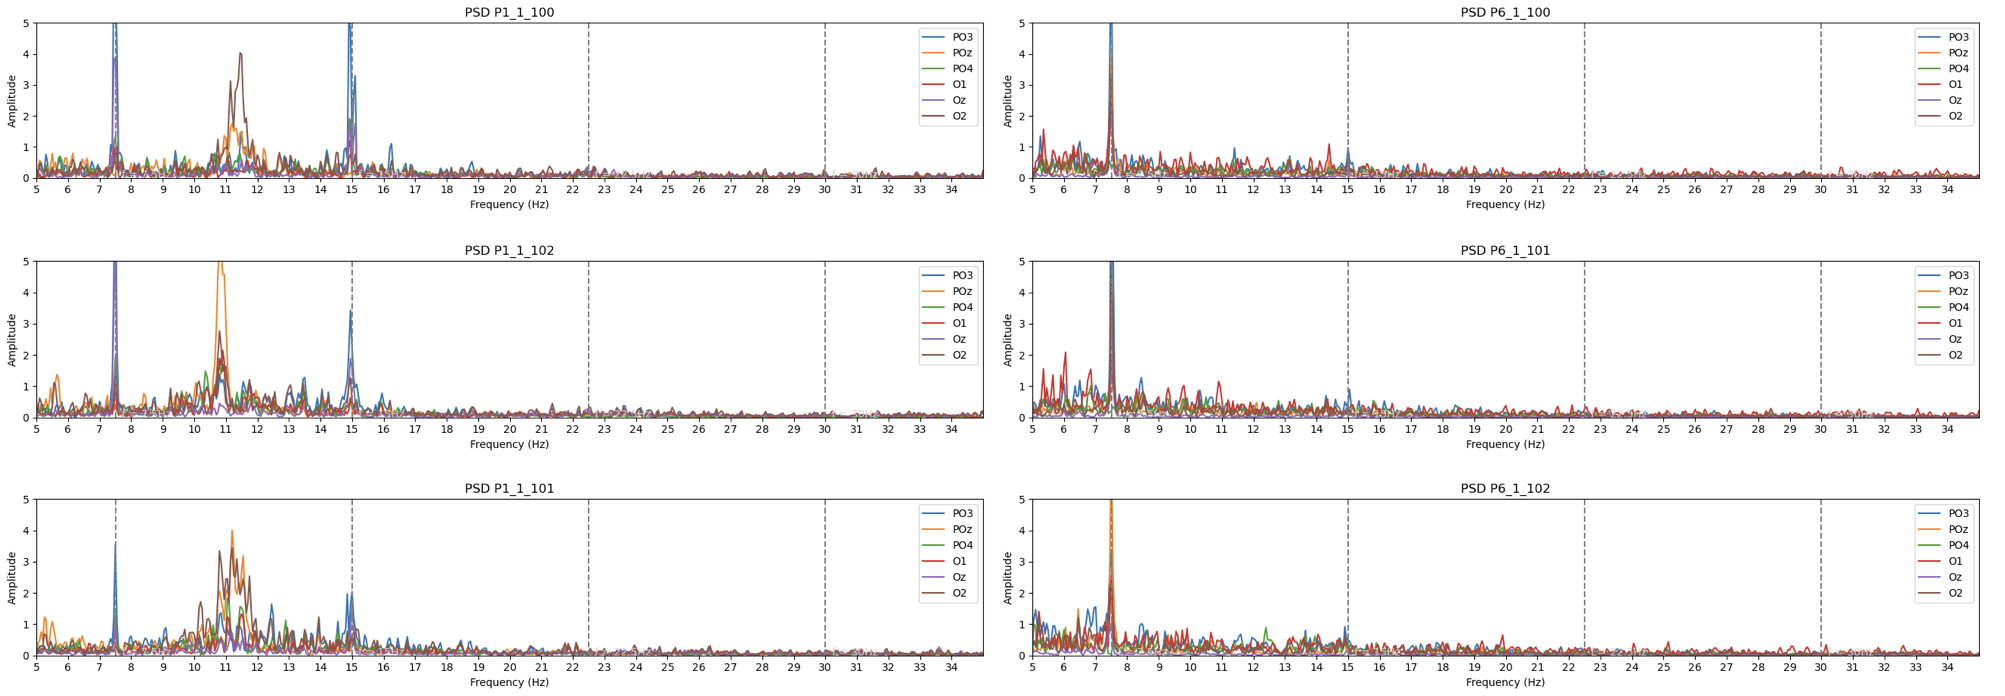 PSD P1_1_100
Amplitude
5
4
3
2
1
0
PO3
POz
PO4
O1
Oz
O2
5 6 7 8 9 10 11 12 13 14 15 16 17 18 19 20 21 22 23 24 25 26 27 28 29 30 31 32 33 34
Frequency (Hz)
PSD P6_1_100
Amplitude
5
4
3
2
1
0
PO3
POz
PO4
O1
Oz
O2
5 6 7 8 9 10 11 12 13 14 15 16 17 18 19 20 21 22 23 24 25 26 27 28 29 30 31 32 33 34
Frequency (Hz)
PSD P1_1_102
Amplitude
5
4
3
2
1
0
PO3
POz
PO4
O1
Oz
O2
5 6 7 8 9 10 11 12 13 14 15 16 17 18 19 20 21 22 23 24 25 26 27 28 29 30 31 32 33 34
Frequency (Hz)
PSD P6_1_101
Amplitude
5
4
3
2
1
0
PO3
POz
PO4
O1
Oz
O2
5 6 7 8 9 10 11 12 13 14 15 16 17 18 19 20 21 22 23 24 25 26 27 28 29 30 31 32 33 34
Frequency (Hz)
PSD P1_1_101
Amplitude
5
4
3
2
1
0
PO3
POz
PO4
O1
Oz
O2
5 6 7 8 9 10 11 12 13 14 15 16 17 18 19 20 21 22 23 24 25 26 27 28 29 30 31 32 33 34
Frequency (Hz)
PSD P6_1_102
Amplitude
5
4
3
2
1
0
PO3
POz
PO4
O1
Oz
O2
5 6 7 8 9 10 11 12 13 14 15 16 17 18 19 20 21 22 23 24 25 26 27 28 29 30 31 32 33 34
Frequency (Hz)